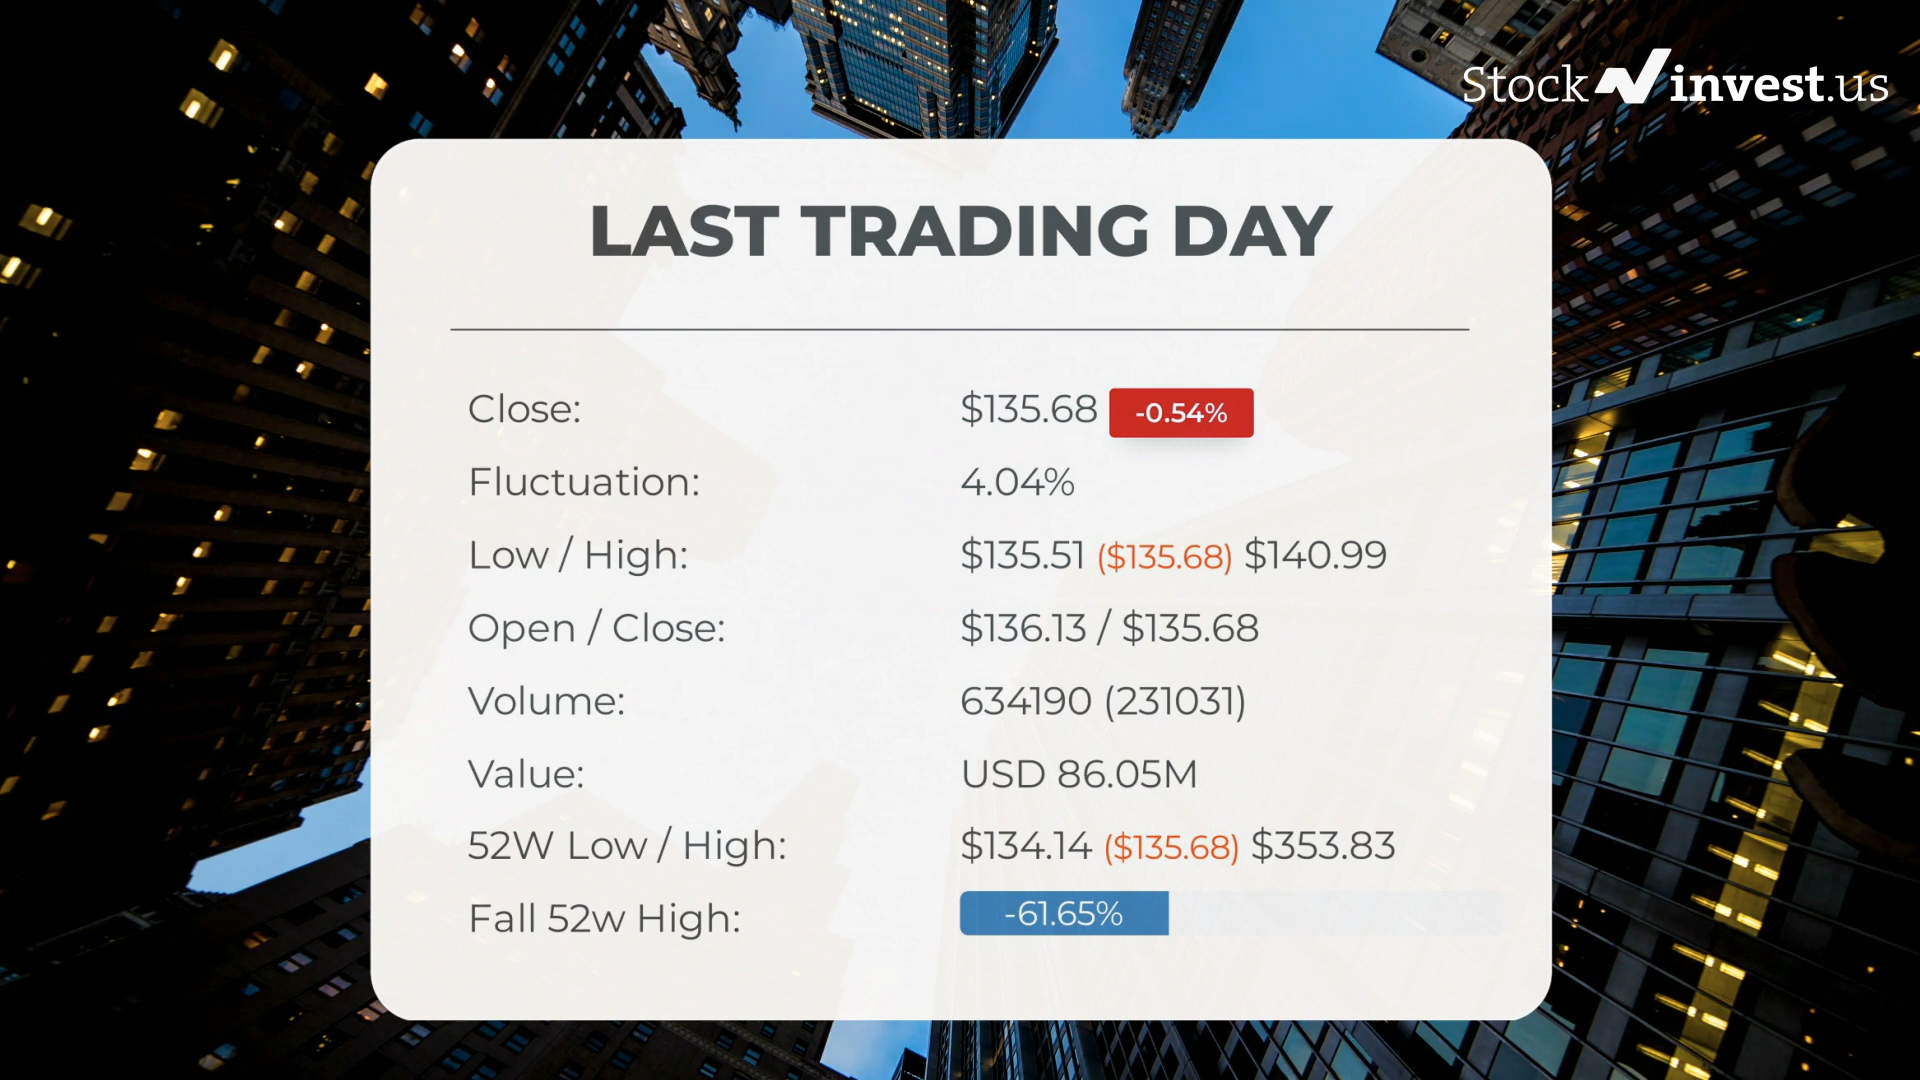 Stock invest.us
LAST TRADING DAY
Close: $135.68 -0.54%
Fluctuation: 4.04%
Low / High: $135.51 ($135.68) $140.99
Open / Close: $136.13 / $135.68
Volume: 634190 (231031)
Value: USD 86.05M
52W Low / High: $134.14 ($135.68) $353.83
Fall 52w High: -61.65%